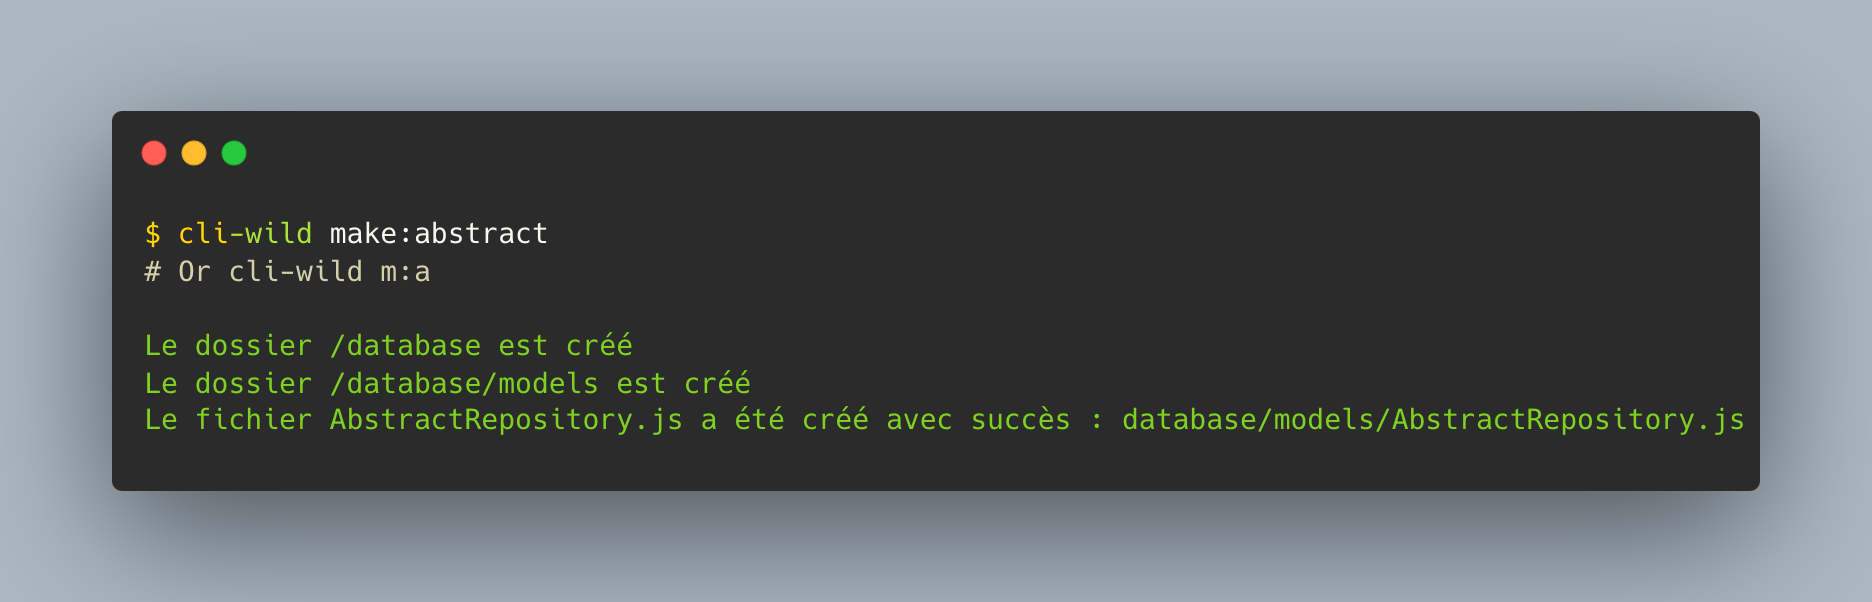 $ cli-wild make:abstract
# Or cli-wild m:a
Le dossier /database est créé
Le dossier /database/models est créé
Le fichier AbstractRepository.js a été créé avec succès : database/models/AbstractRepository.js